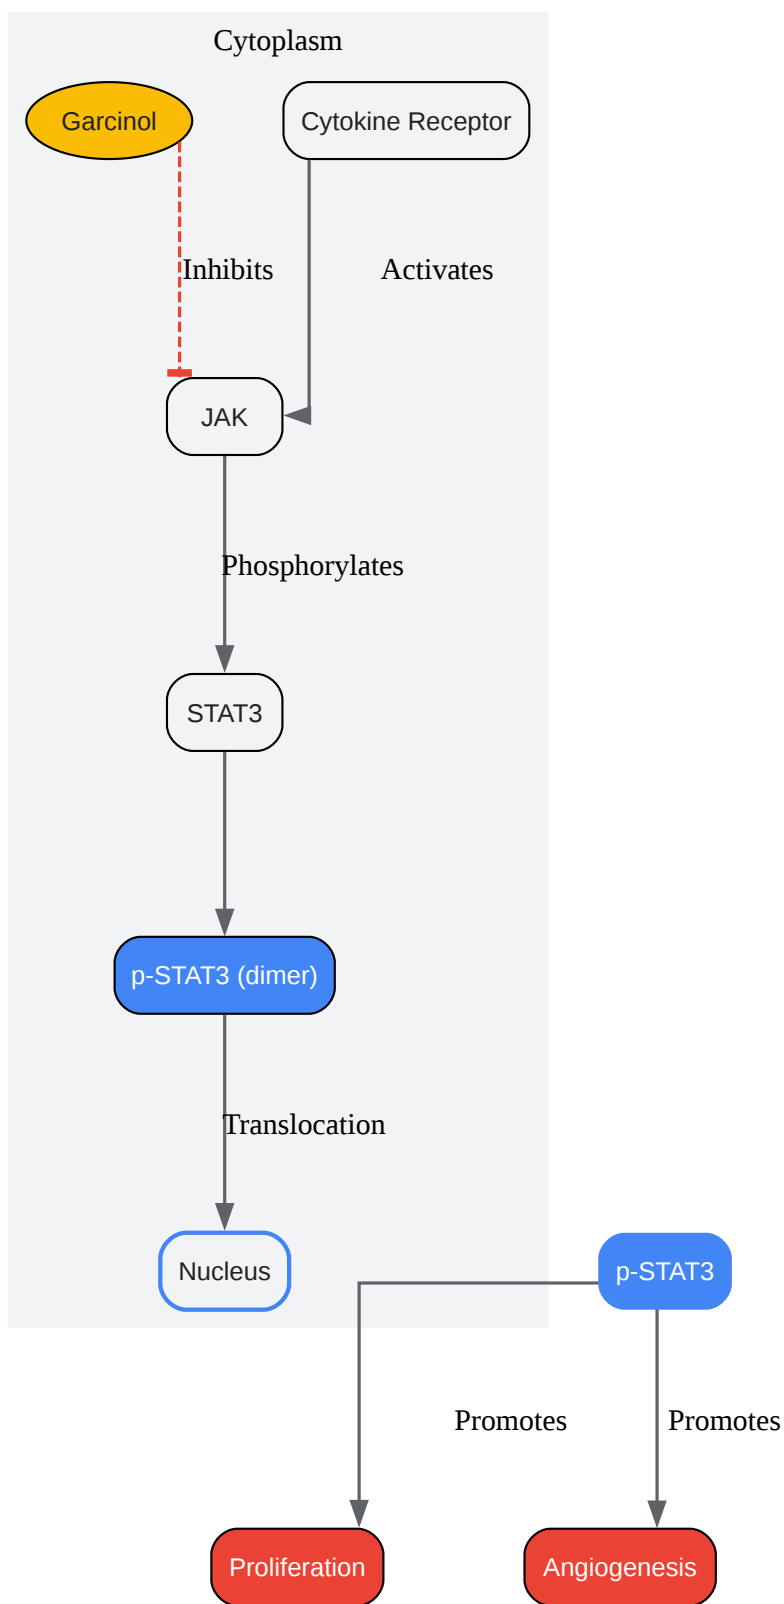 Cytoplasm
Garcinol
Cytokine Receptor
Inhibits
Activates
JAK
Phosphorylates
STAT3
p-STAT3 (dimer)
Translocation
Nucleus
p-STAT3
Promotes
Promotes
Proliferation
Angiogenesis